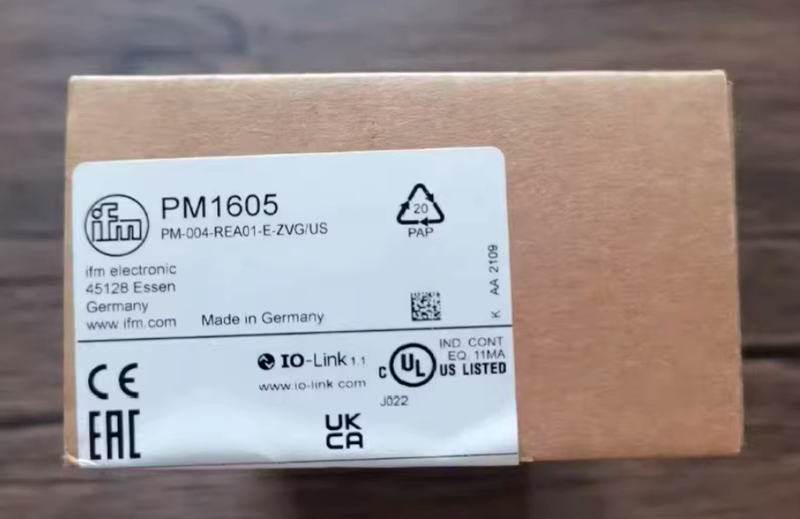 ifm
PM1605
PM-004-REA01-E-ZVG/US
20
PAP
ifm electronic
45128 Essen
Germany
www.ifm.com
Made in Germany
K AA 2109
CE
EAC
IO-Link 1.1
www.io-link.com
UK
CA
c UL US LISTED
IND. CONT
EQ. 11MA
J022